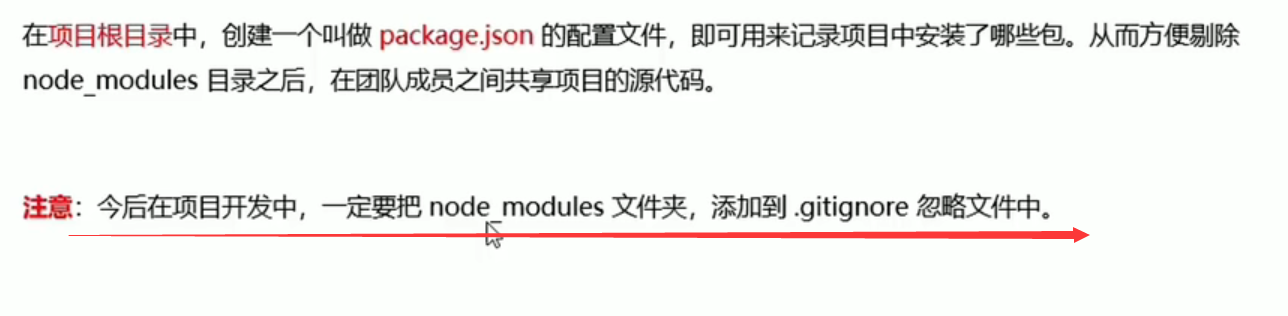 在项目根目录中，创建一个叫做 package.json 的配置文件，即可用来记录项目中安装了哪些包。从而方便剔除
node_modules 目录之后，在团队成员之间共享项目的源代码。
注意：今后在项目开发中，一定要把 node_modules 文件夹，添加到 .gitignore 忽略文件中。